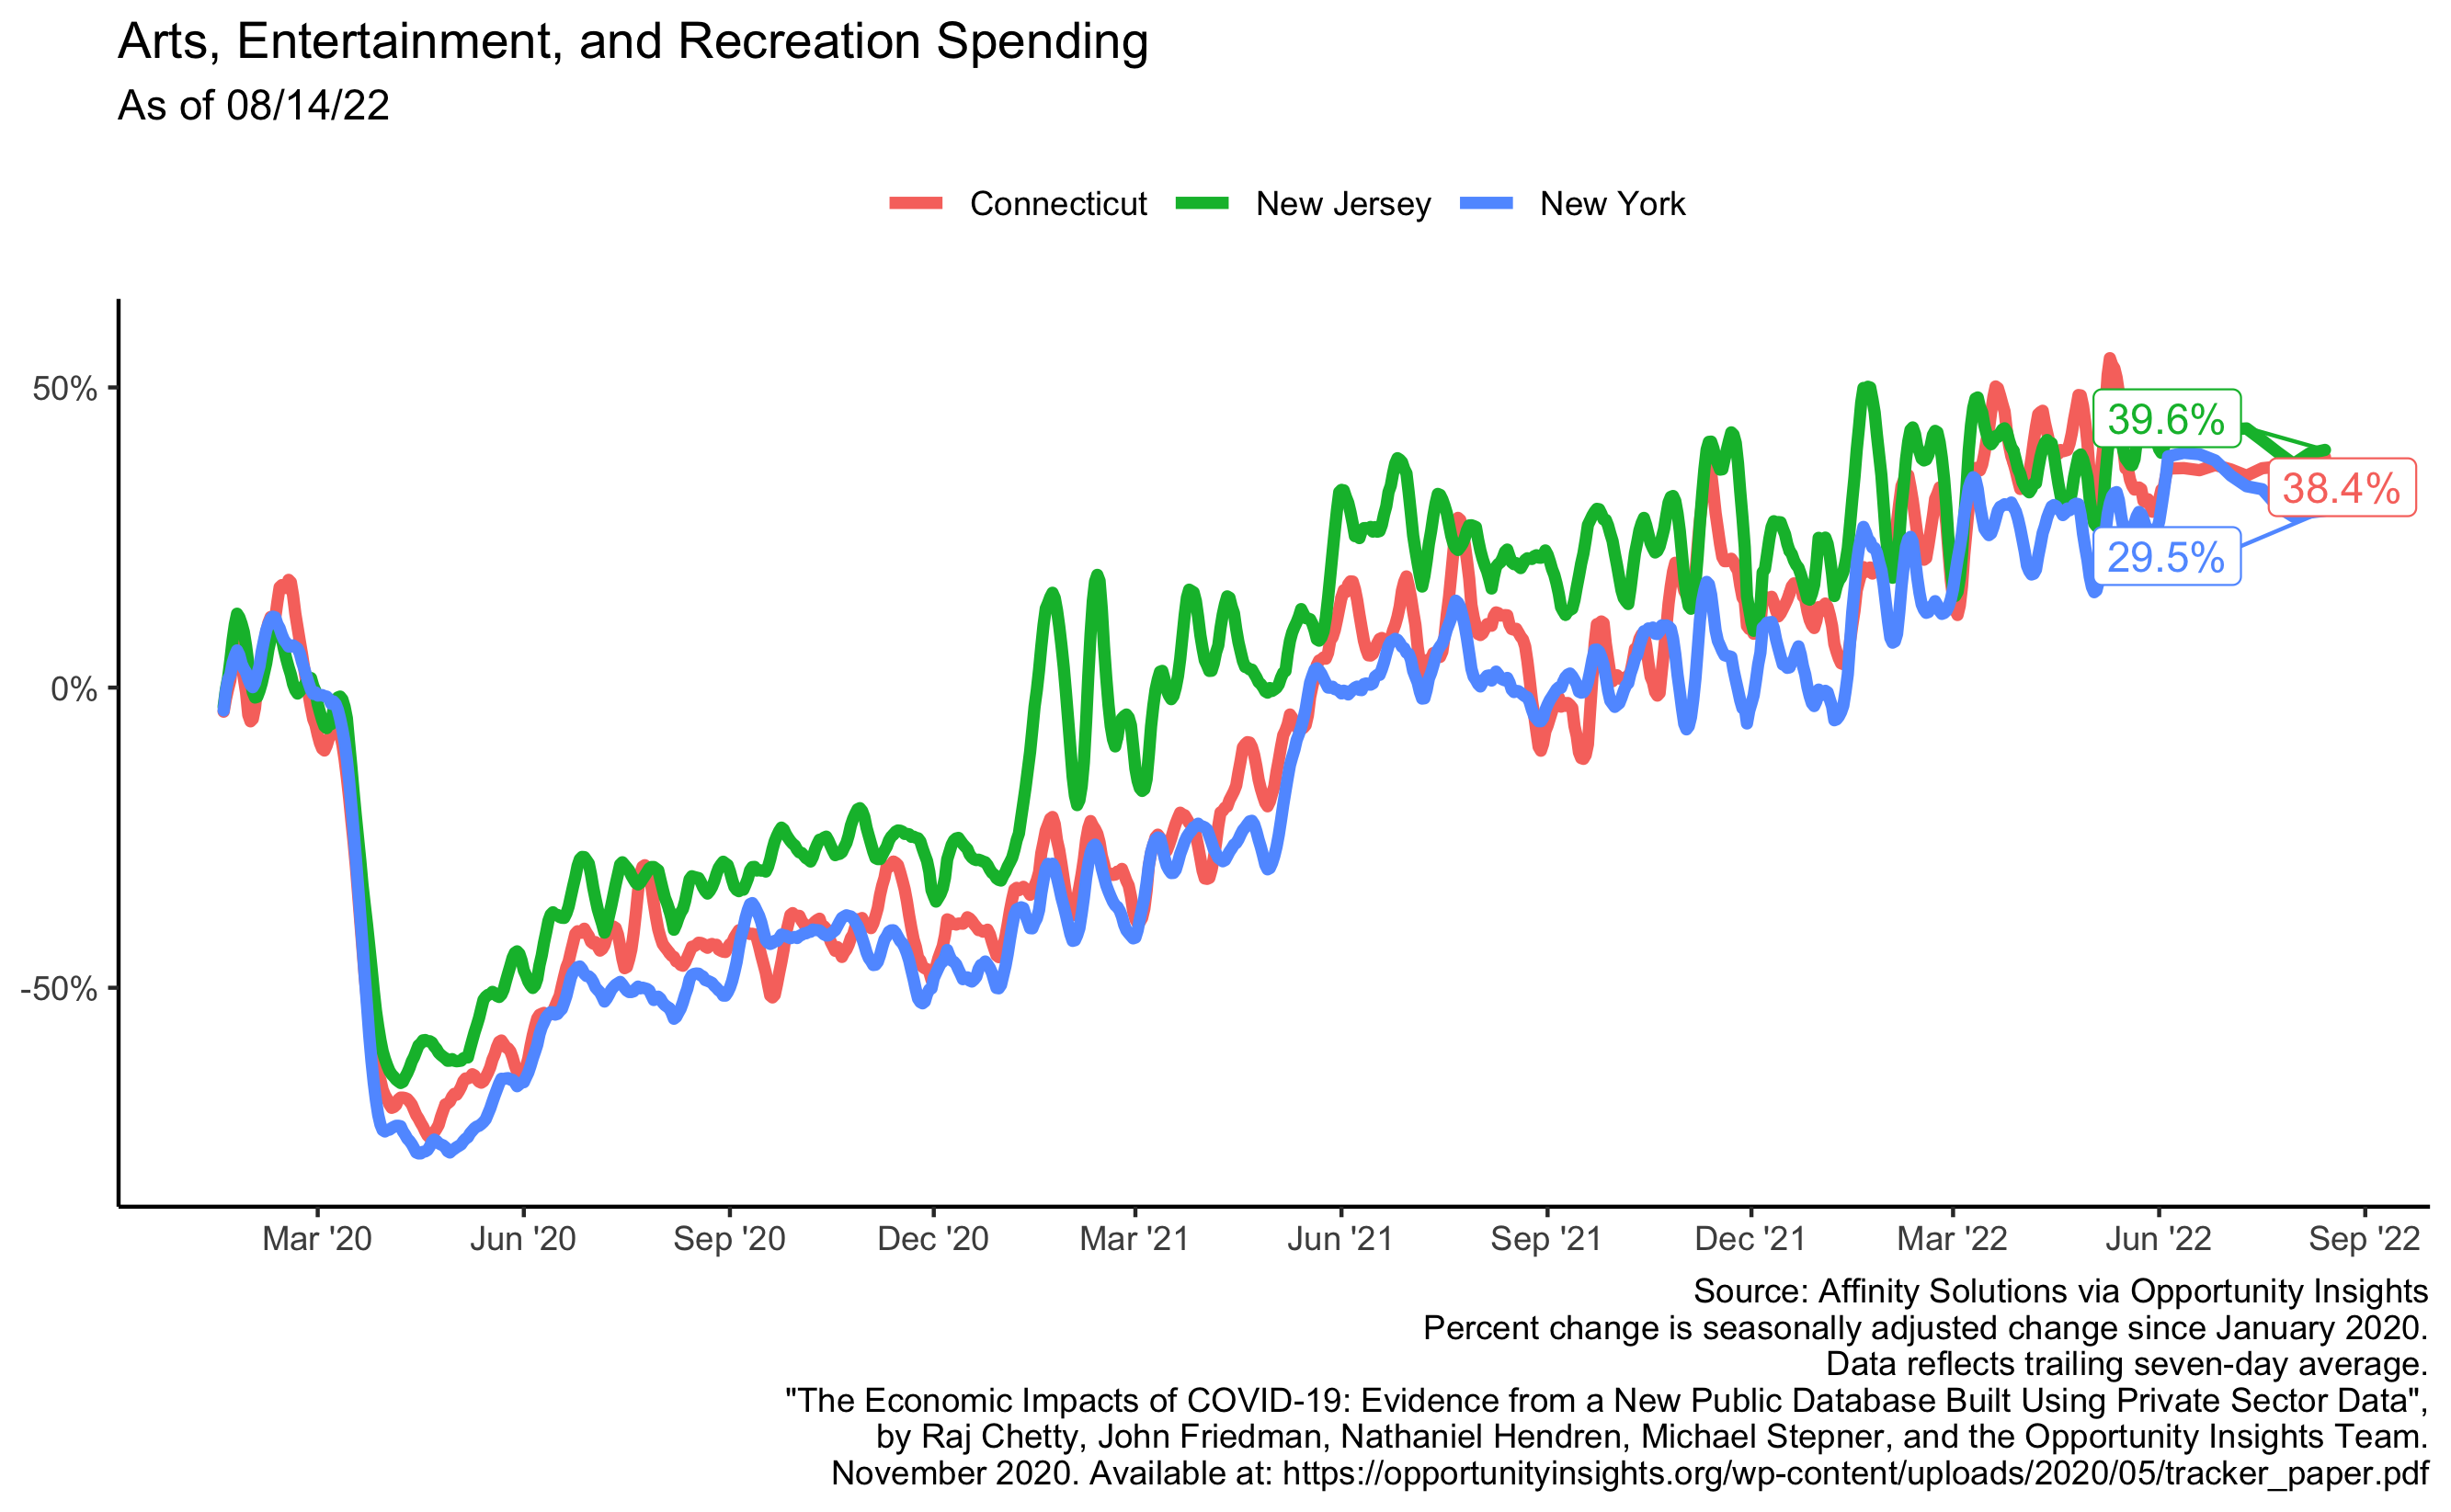 Arts, Entertainment, and Recreation Spending
As of 08/14/22
Connecticut New Jersey New York
50%
0%
-50%
39.6%
38.4%
29.5%
Mar '20 Jun '20 Sep '20 Dec '20 Mar '21 Jun '21 Sep '21 Dec '21 Mar '22 Jun '22 Sep '22
Source: Affinity Solutions via Opportunity Insights
Percent change is seasonally adjusted change since January 2020.
Data reflects trailing seven-day average.
"The Economic Impacts of COVID-19: Evidence from a New Public Database Built Using Private Sector Data",
by Raj Chetty, John Friedman, Nathaniel Hendren, Michael Stepner, and the Opportunity Insights Team.
November 2020. Available at: https://opportunityinsights.org/wp-content/uploads/2020/05/tracker_paper.pdf